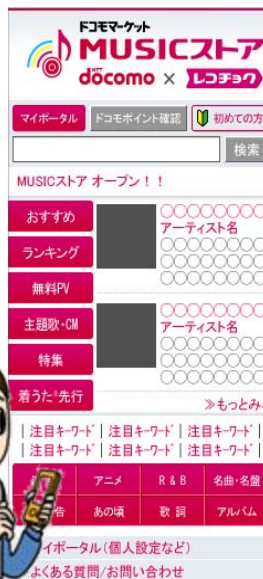 ドコモマーケット
MUSICストア
NTT
döcomo × レコチョク
マイポータル ドコモポイント確認 初めての方
検索
MUSICストア オープン！！
おすすめ
ランキング
無料PV
主題歌・CM
特集
着うた®先行
○○○○○○○○
アーティスト名
○○○○○○○○
○○○○○○○○
○○○○○○○○
○○○○○○○○
アーティスト名
○○○○○○○○
○○○○○○○○
○○○○○○○○
≫もっとみ
｜注目キーワード｜注目キーワード｜注目キーワード｜
｜注目キーワード｜注目キーワード｜注目キーワード｜
アニメ R＆B 名曲・名盤
告 あの頃 歌詞 アルバム
イポータル(個人設定など)
よくある質問/お問い合わせ